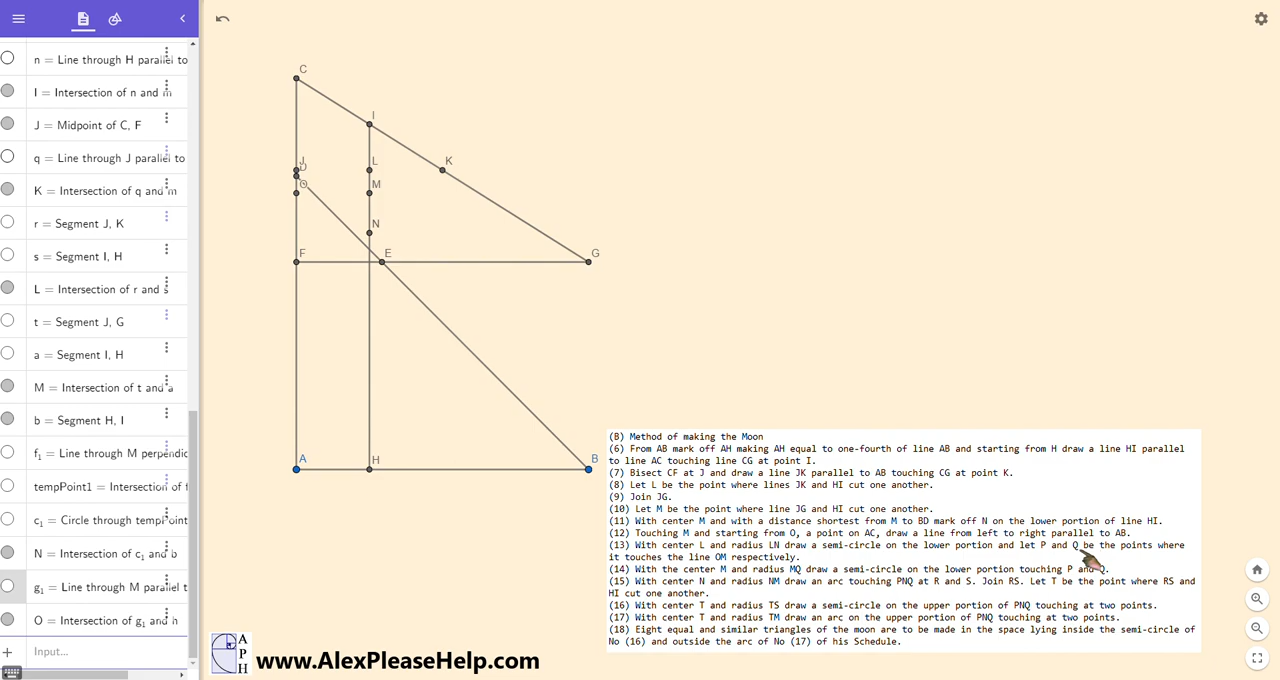 n = Line through H parallel to
I = Intersection of n and m
J = Midpoint of C, F
q = Line through J parallel to
K = Intersection of q and m
r = Segment J, K
s = Segment I, H
L = Intersection of r and s
t = Segment J, G
a = Segment I, H
M = Intersection of t and a
b = Segment H, I
f₁ = Line through M perpendic
tempPoint1 = Intersection of f
c₁ = Circle through tempPoint
N = Intersection of c₁ and b
g₁ = Line through M parallel t
O = Intersection of g₁ and h
Input...
C
I
J
L
K
D
O
M
N
F
E
G
A
H
B
(B) Method of making the Moon
(6) From AB mark off AH making AH equal to one-fourth of line AB and starting from H draw a line HI parallel
to line AC touching line CG at point I.
(7) Bisect CF at J and draw a line JK parallel to AB touching CG at point K.
(8) Let L be the point where lines JK and HI cut one another.
(9) Join JG.
(10) Let M be the point where line JG and HI cut one another.
(11) With center M and with a distance shortest from M to BD mark off N on the lower portion of line HI.
(12) Touching M and starting from O, a point on AC, draw a line from left to right parallel to AB.
(13) With center L and radius LN draw a semi-circle on the lower portion and let P and Q be the points where
it touches the line OM respectively.
(14) With the center M and radius MQ draw a semi-circle on the lower portion touching P and Q.
(15) With center N and radius NM draw an arc touching PNQ at R and S. Join RS. Let T be the point where RS and
HI cut one another.
(16) With center T and radius TS draw a semi-circle on the upper portion of PNQ touching at two points.
(17) With center T and radius TM draw an arc on the upper portion of PNQ touching at two points.
(18) Eight equal and similar triangles of the moon are to be made in the space lying inside the semi-circle of
No (16) and outside the arc of No (17) of his Schedule.
A
P
H
www.AlexPleaseHelp.com